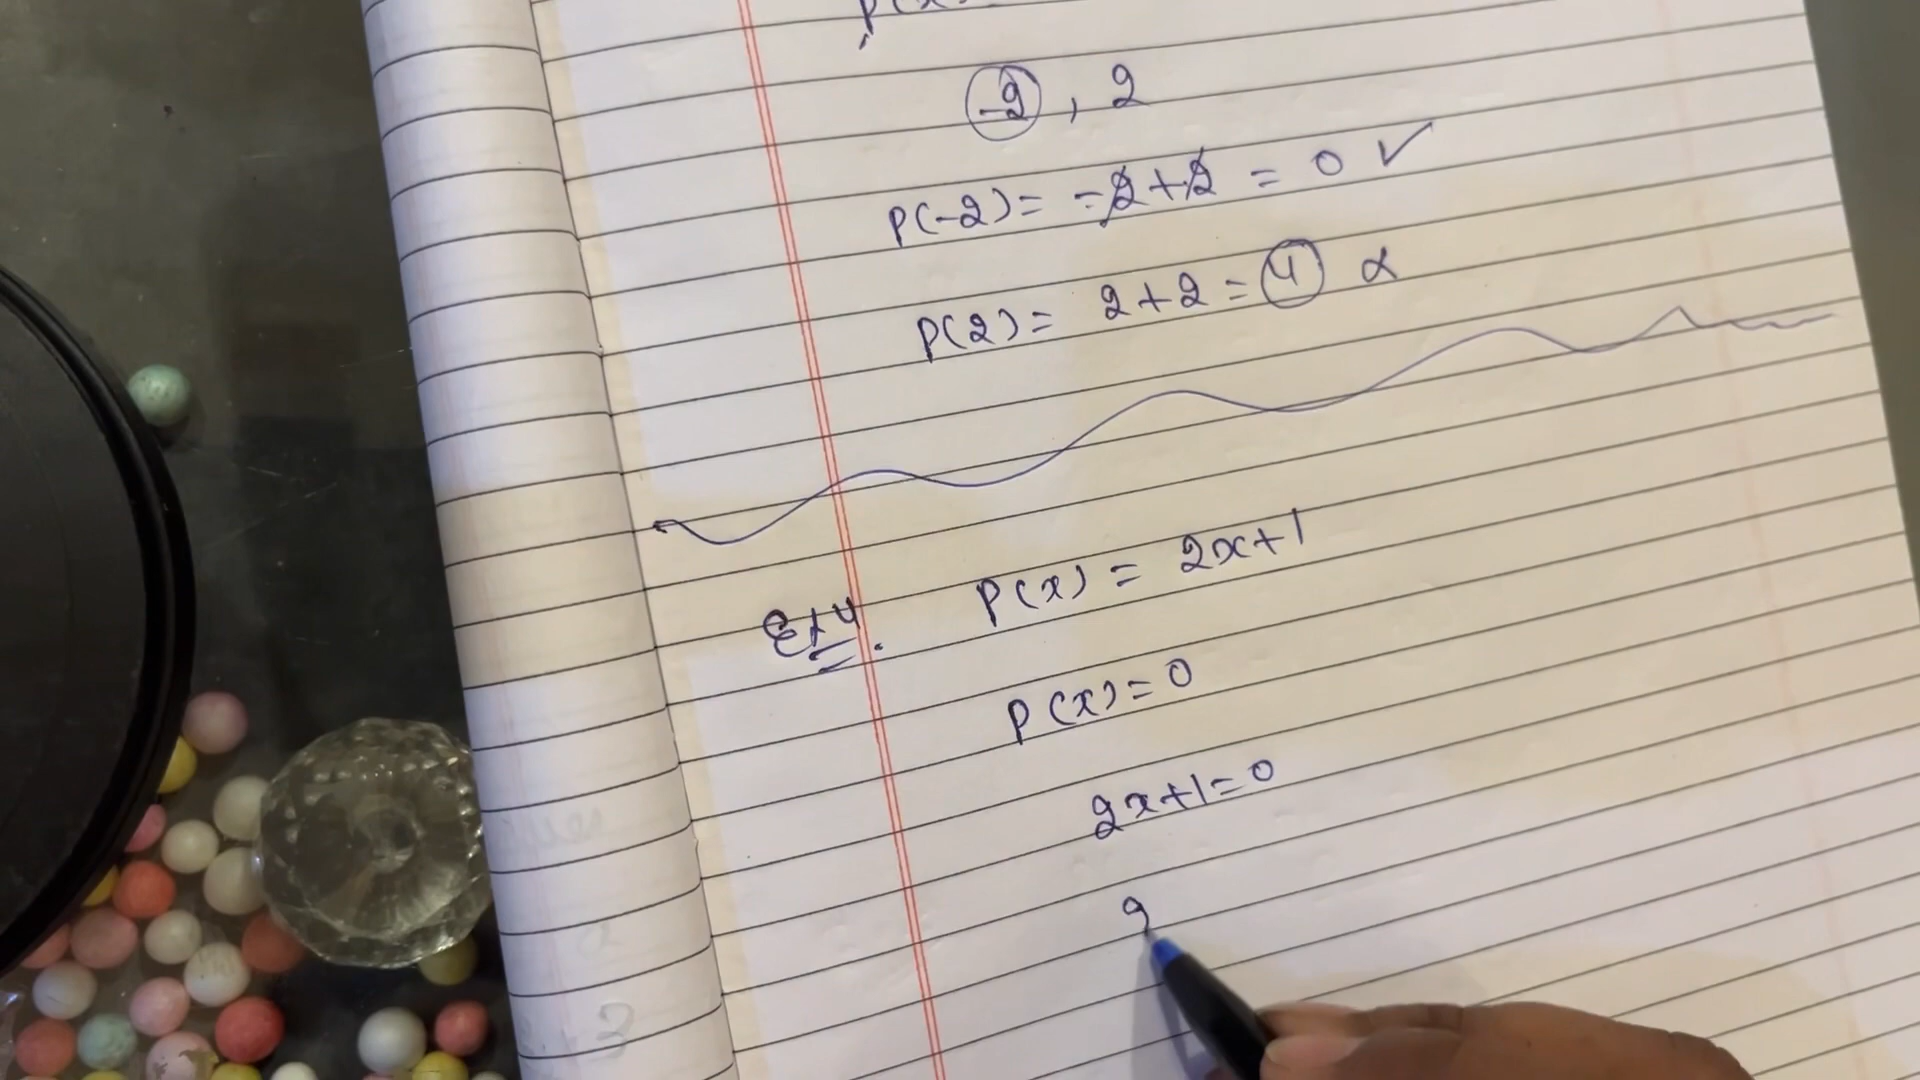 P(x)
-2, 2
P(-2) = -2+2 = 0 ✓
P(2) = 2+2 = 4 ×
Ex 4. P(x) = 2x+1
P(x) = 0
2x+1=0
2